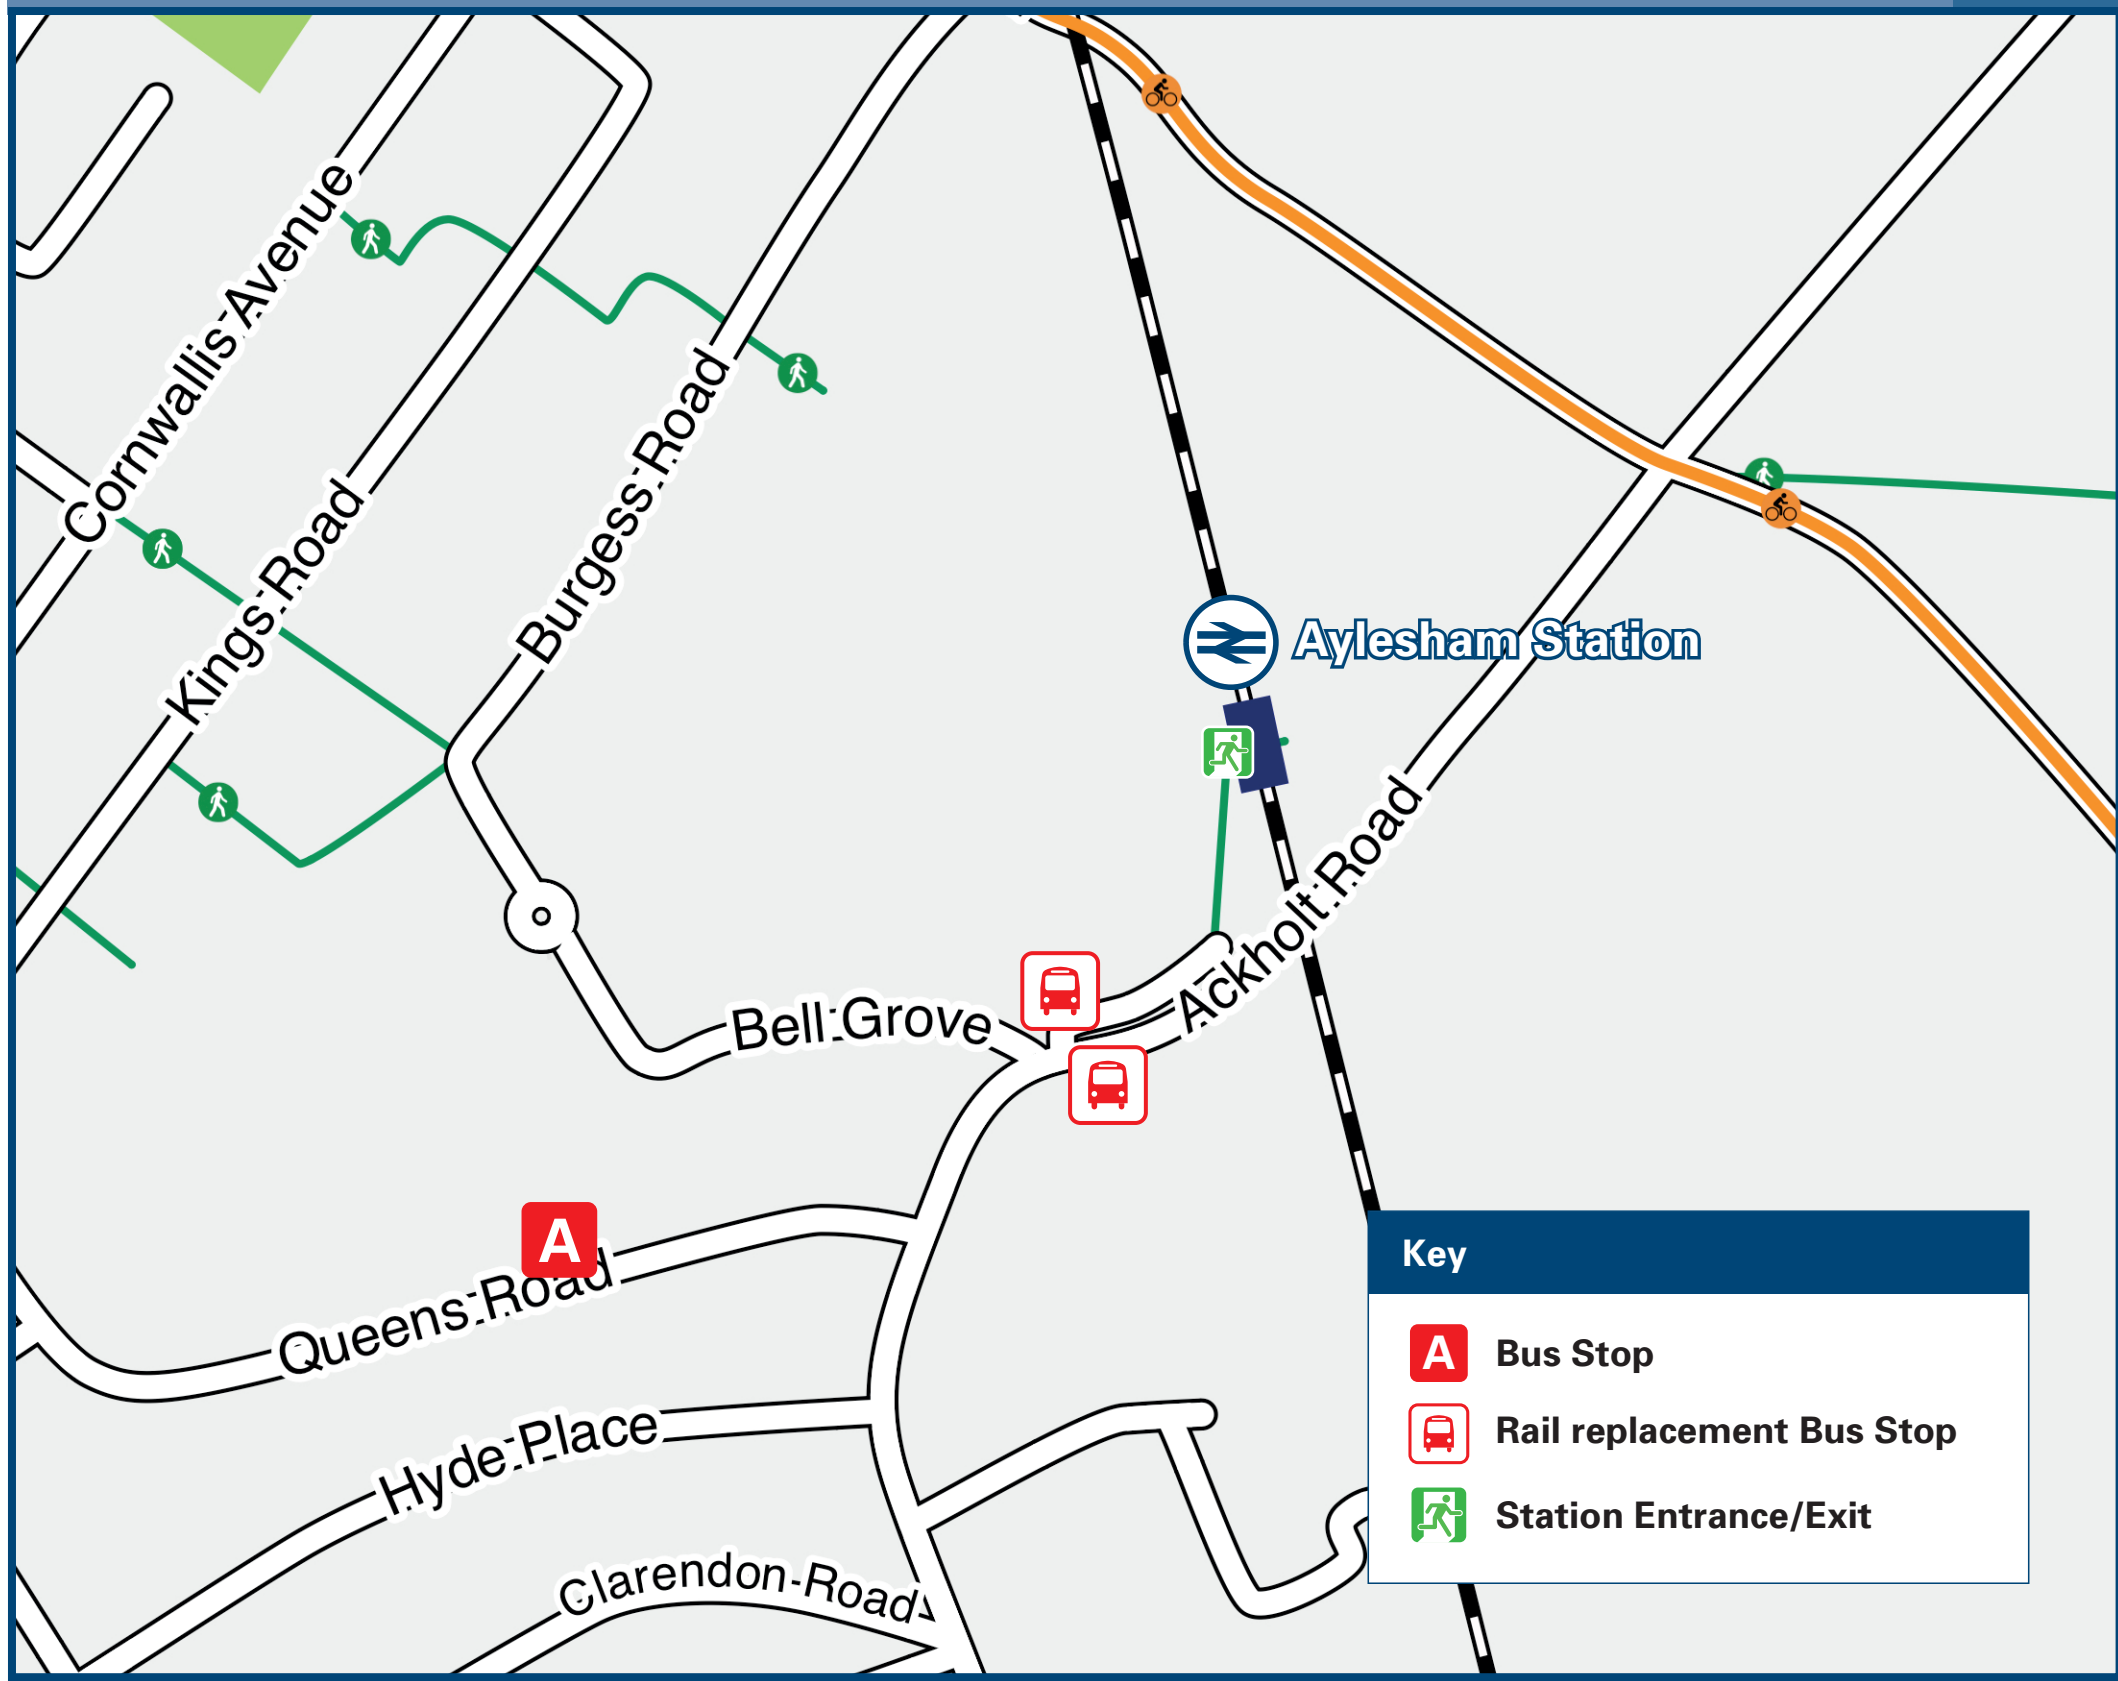 Cornwallis Avenue
Kings Road
Burgess Road
Aylesham Station
Ackholt Road
Bell Grove
A
Queens Road
Hyde Place
Clarendon Road
Key
A Bus Stop
Rail replacement Bus Stop
Station Entrance/Exit